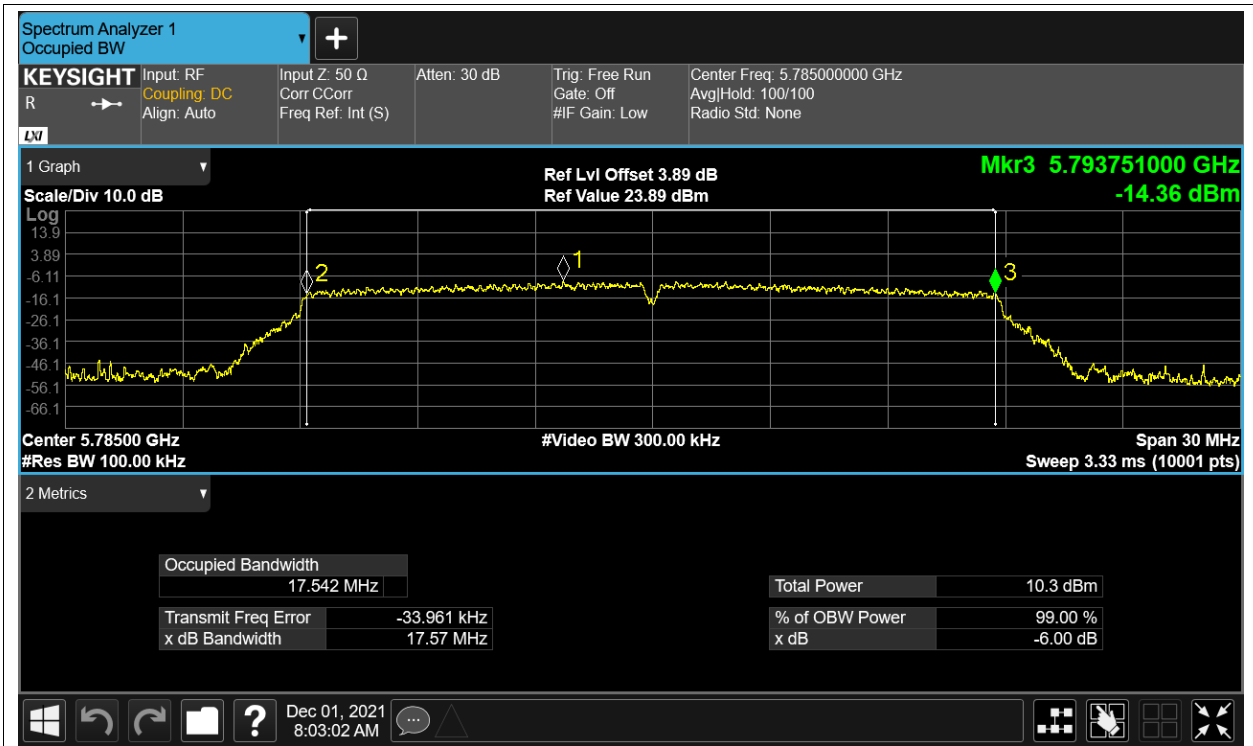 Spectrum Analyzer 1
Occupied BW
KEYSIGHT
R
LXI
Input: RF
Coupling: DC
Align: Auto
Input Z: 50 Ω
Corr CCorr
Freq Ref: Int (S)
Atten: 30 dB
Trig: Free Run
Gate: Off
#IF Gain: Low
Center Freq: 5.785000000 GHz
Avg|Hold: 100/100
Radio Std: None
1 Graph
Scale/Div 10.0 dB
Ref Lvl Offset 3.89 dB
Ref Value 23.89 dBm
Mkr3 5.793751000 GHz
-14.36 dBm
Log
13.9
3.89
-6.11
-16.1
-26.1
-36.1
-46.1
-56.1
-66.1
2
1
3
Center 5.78500 GHz
#Res BW 100.00 kHz
#Video BW 300.00 kHz
Span 30 MHz
Sweep 3.33 ms (10001 pts)
2 Metrics
Occupied Bandwidth
17.542 MHz
Transmit Freq Error -33.961 kHz
x dB Bandwidth 17.57 MHz
Total Power 10.3 dBm
% of OBW Power 99.00 %
x dB -6.00 dB
Dec 01, 2021
8:03:02 AM